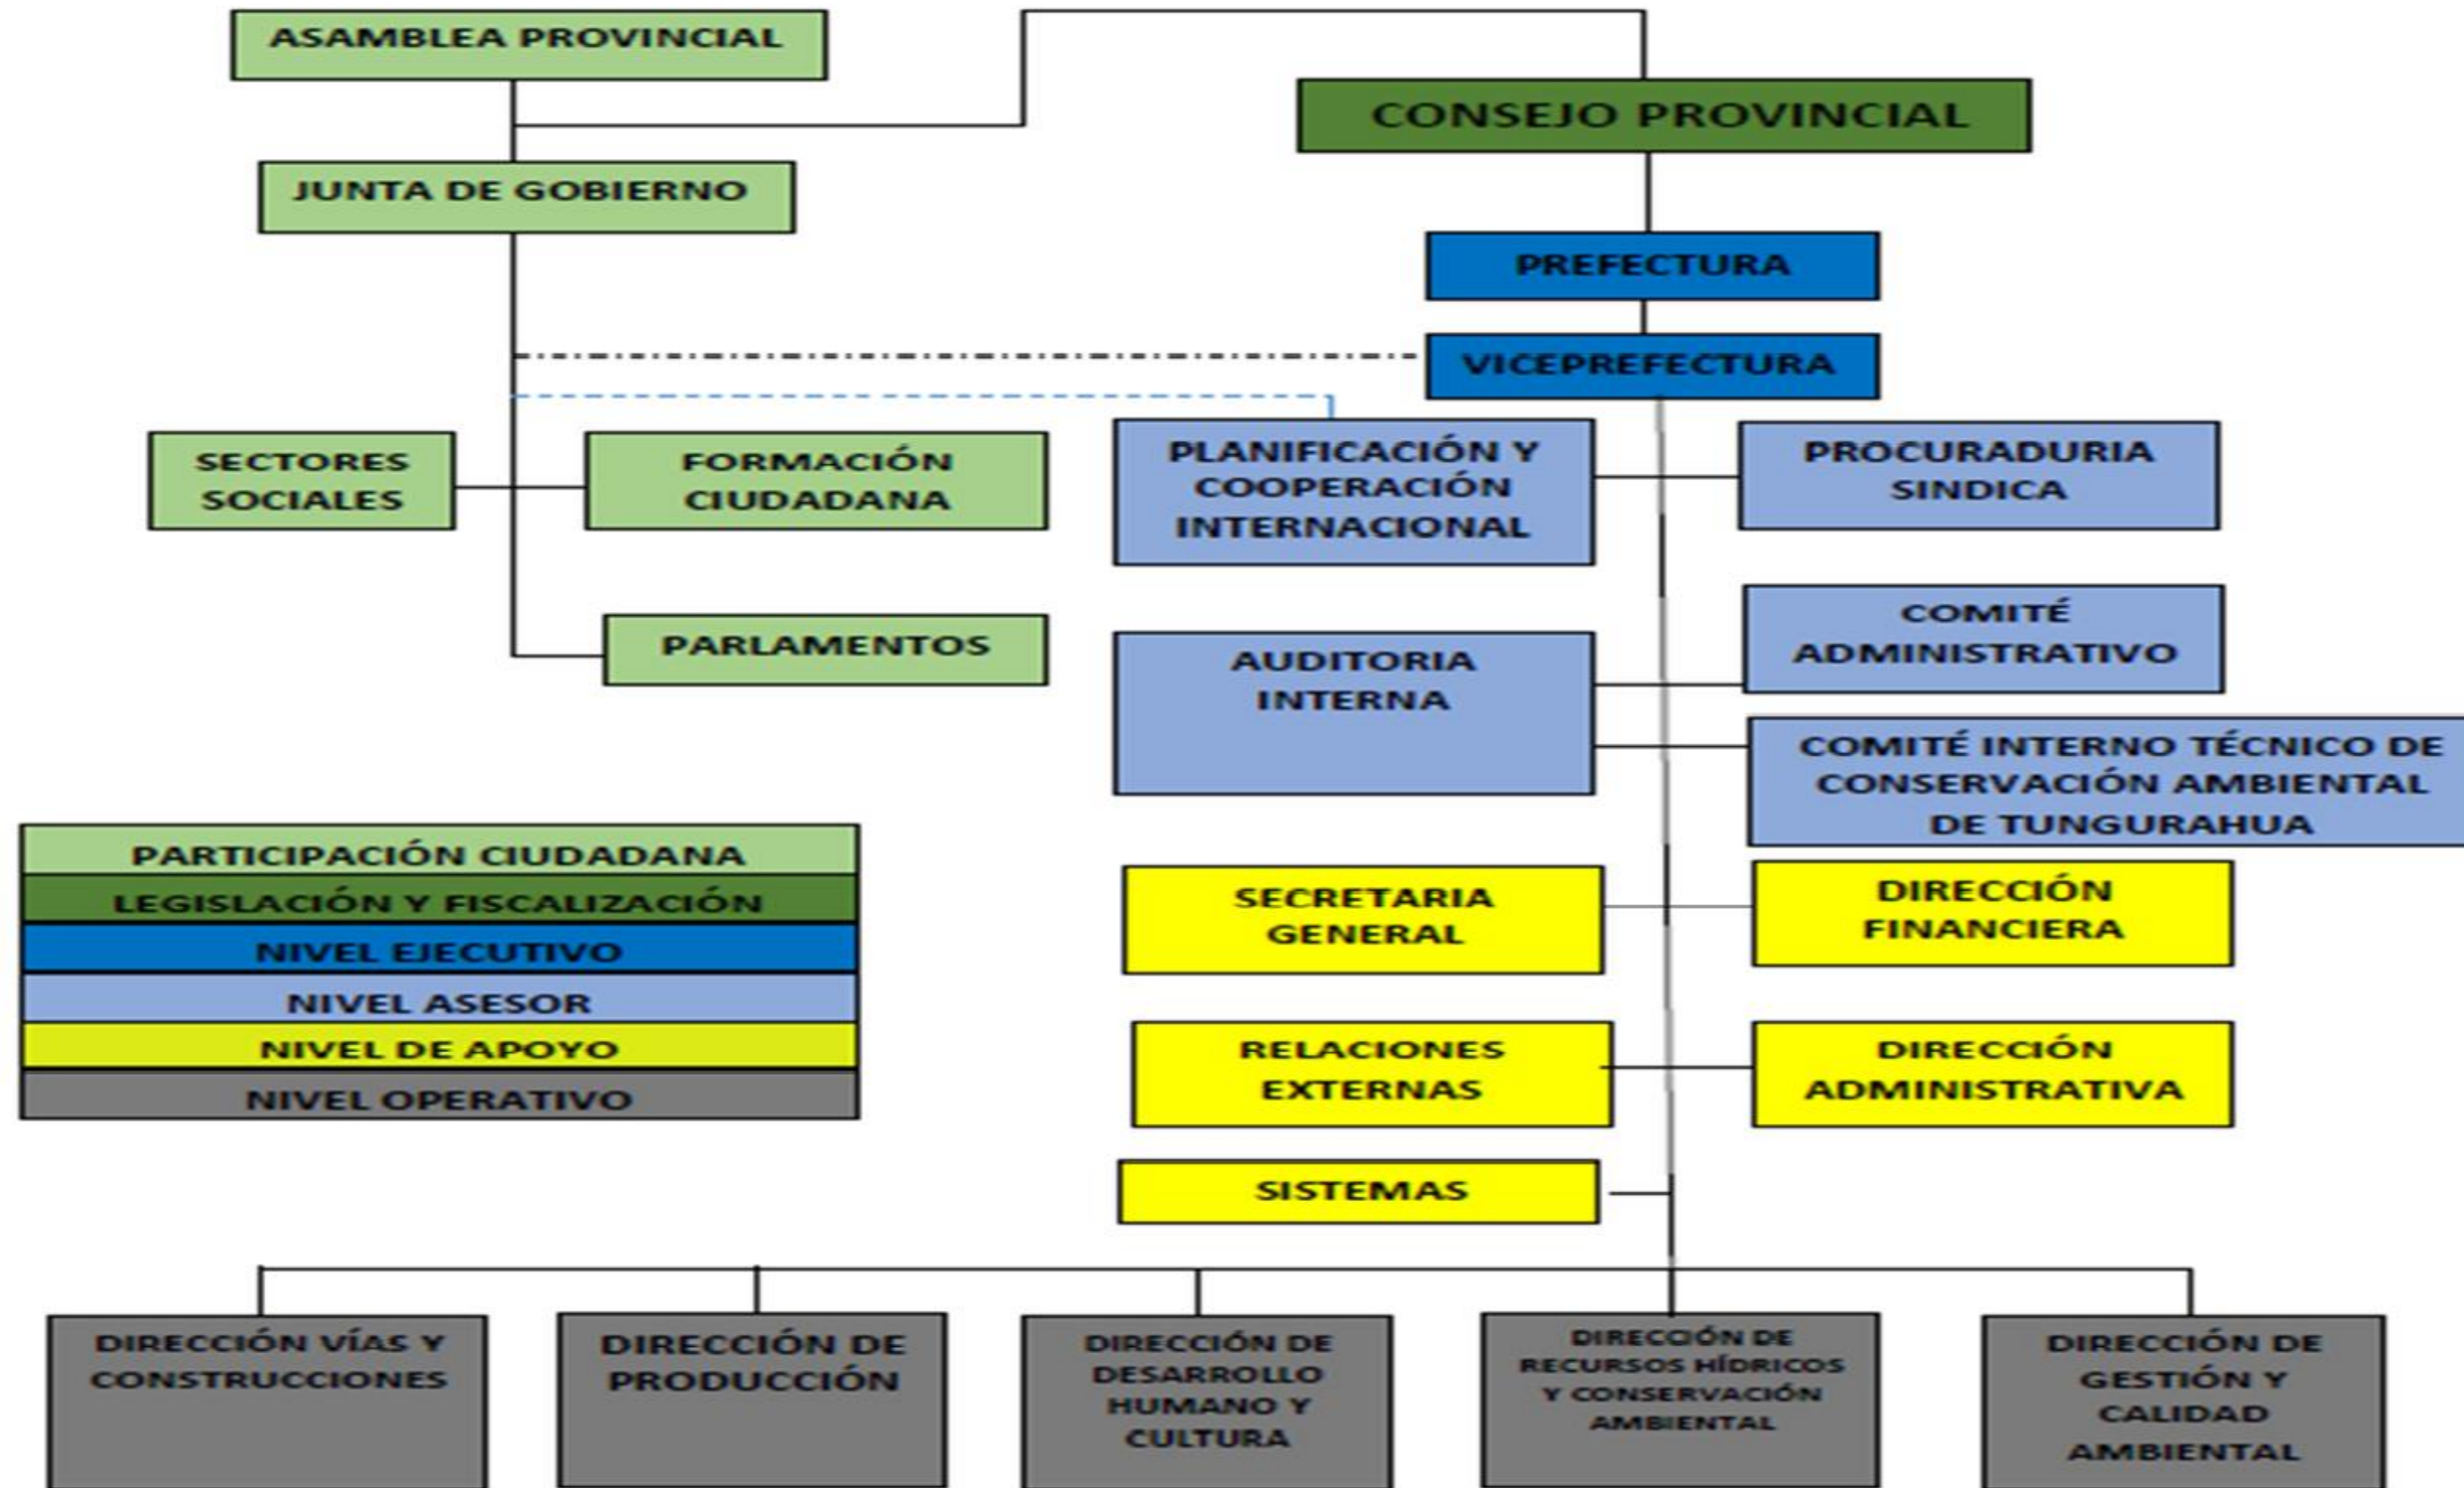 ASAMBLEA PROVINCIAL
CONSEJO PROVINCIAL
JUNTA DE GOBIERNO
PREFECTURA
VICEPREFECTURA
SECTORES
SOCIALES
FORMACIÓN
CIUDADANA
PLANIFICACIÓN Y
COOPERACIÓN
INTERNACIONAL
PROCURADURIA
SINDICA
PARLAMENTOS
AUDITORIA
INTERNA
COMITÉ
ADMINISTRATIVO
COMITÉ INTERNO TÉCNICO DE
CONSERVACIÓN AMBIENTAL
DE TUNGURAHUA
PARTICIPACIÓN CIUDADANA
LEGISLACIÓN Y FISCALIZACIÓN
NIVEL EJECUTIVO
NIVEL ASESOR
NIVEL DE APOYO
NIVEL OPERATIVO
SECRETARIA
GENERAL
DIRECCIÓN
FINANCIERA
RELACIONES
EXTERNAS
DIRECCIÓN
ADMINISTRATIVA
SISTEMAS
DIRECCIÓN VÍAS Y
CONSTRUCCIONES
DIRECCIÓN DE
PRODUCCIÓN
DIRECCIÓN DE
DESARROLLO
HUMANO Y
CULTURA
DIRECCIÓN DE
RECURSOS HÍDRICOS
Y CONSERVACIÓN
AMBIENTAL
DIRECCIÓN DE
GESTIÓN Y
CALIDAD
AMBIENTAL